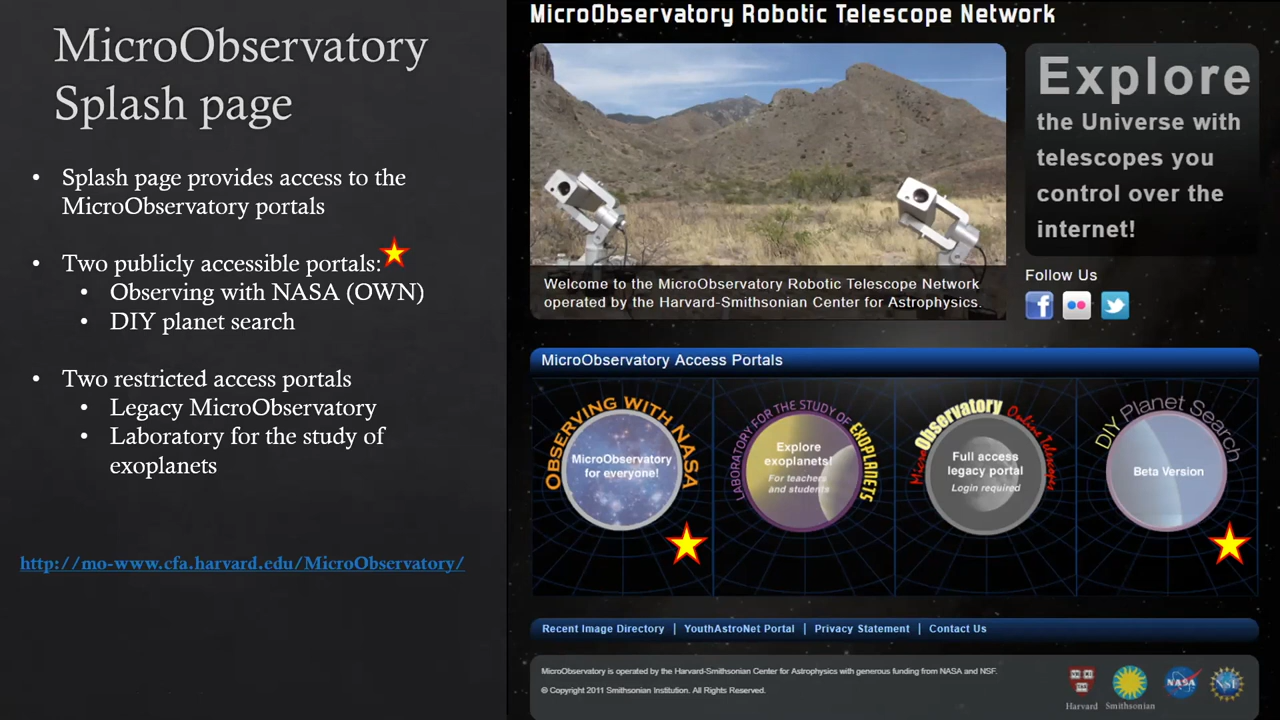 MicroObservatory
Splash page
• Splash page provides access to the
MicroObservatory portals
• Two publicly accessible portals:
• Observing with NASA (OWN)
• DIY planet search
• Two restricted access portals
• Legacy MicroObservatory
• Laboratory for the study of
exoplanets
http://mo-www.cfa.harvard.edu/MicroObservatory/
MicroObservatory Robotic Telescope Network
Welcome to the MicroObservatory Robotic Telescope Network
operated by the Harvard-Smithsonian Center for Astrophysics.
Explore
the Universe with
telescopes you
control over the
internet!
Follow Us
MicroObservatory Access Portals
OBSERVING WITH NASA
MicroObservatory
for everyone!
LABORATORY FOR THE STUDY OF EXOPLANETS
Explore
exoplanets!
For teachers
and students
MicroObservatory Online Telescopes
Full access
legacy portal
Login required
DIY Planet Search
Beta Version
Recent Image Directory | YouthAstroNet Portal | Privacy Statement | Contact Us
MicroObservatory is operated by the Harvard-Smithsonian Center for Astrophysics with generous funding from NASA and NSF.
© Copyright 2011 Smithsonian Institution. All Rights Reserved.
Harvard
Smithsonian
NASA
NSF